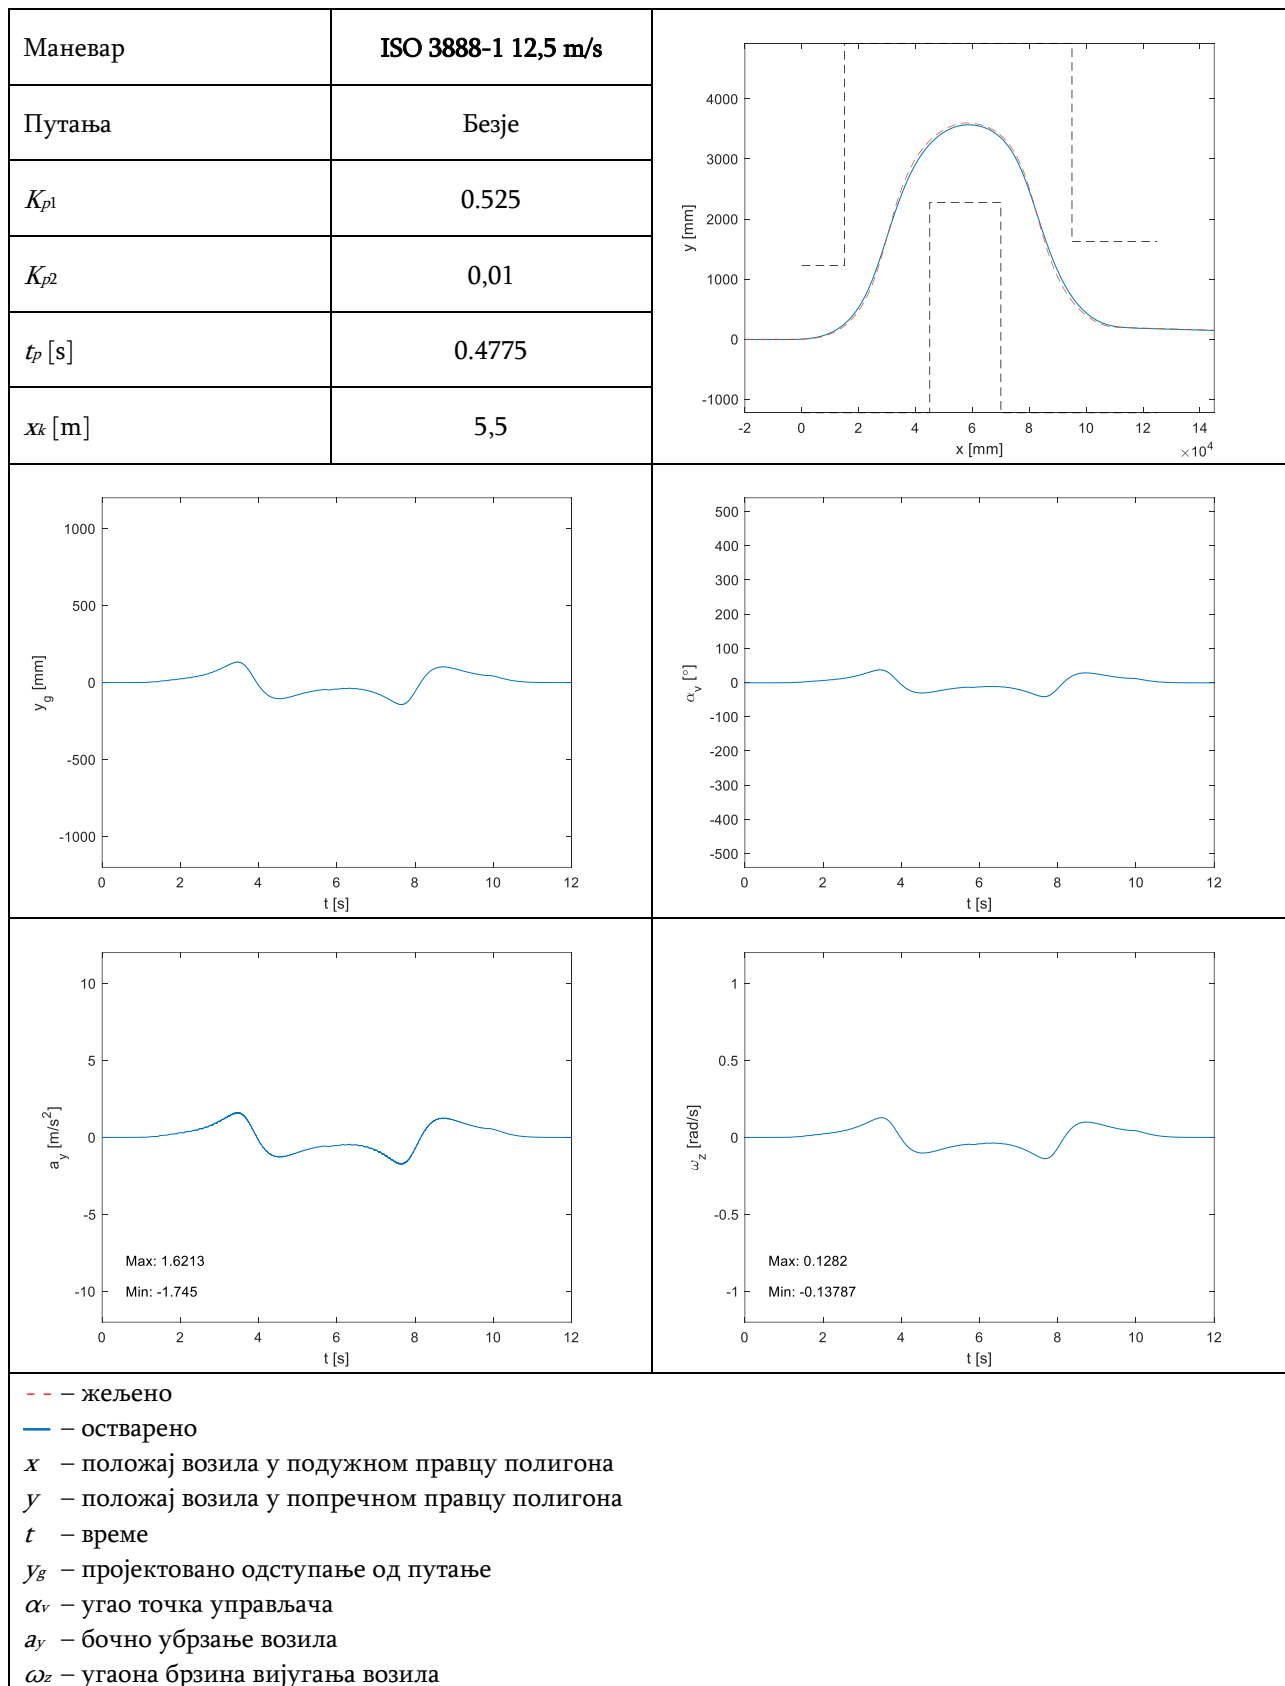 Маневар
ISO 3888-1 12,5 m/s
Путања
Безје
Kp1
0.525
Kp2
0,01
tp [s]
0.4775
xk [m]
5,5
4000
3000
2000
1000
0
-1000
y [mm]
-2 0 2 4 6 8 10 12 14
x [mm]
×10^4
1000
500
0
-500
-1000
y_g [mm]
0 2 4 6 8 10 12
t [s]
500
400
300
200
100
0
-100
-200
-300
-400
-500
α_v [°]
0 2 4 6 8 10 12
t [s]
10
5
0
-5
-10
a_y [m/s^2]
Max: 1.6213
Min: -1.745
0 2 4 6 8 10 12
t [s]
1
0.5
0
-0.5
-1
ω_z [rad/s]
Max: 0.1282
Min: -0.13787
0 2 4 6 8 10 12
t [s]
– жељено
– остварено
x – положај возила у подужном правцу полигона
y – положај возила у попречном правцу полигона
t – време
yg – пројектовано одступање од путање
αv – угао точка управљача
ay – бочно убрзање возила
ωz – угаона брзина вијугања возила